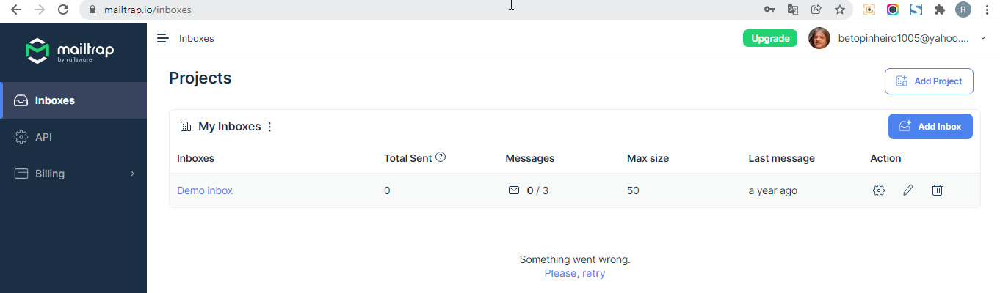 mailtrap.io/inboxes
R
mailtrap
by railsware
Inboxes
Upgrade
betopinheiro1005@yahoo....
Projects
Add Project
Inboxes
API
Billing
My Inboxes
Add Inbox
Inboxes Total Sent ? Messages Max size Last message Action
Demo inbox 0 0 / 3 50 a year ago
Something went wrong.
Please, retry